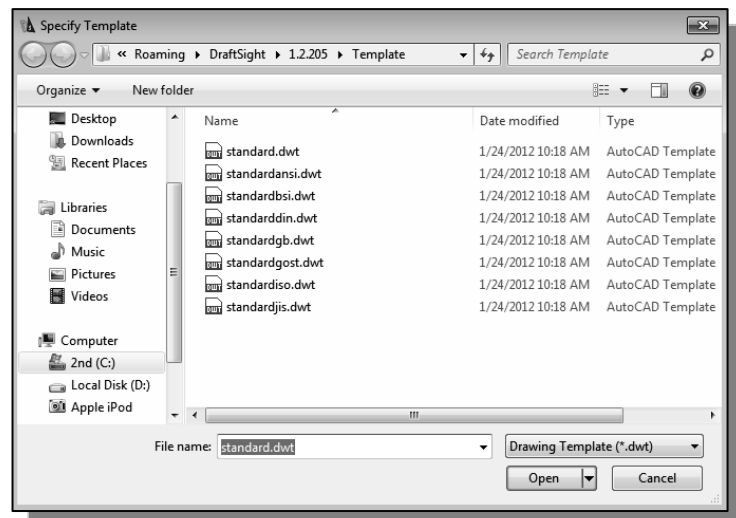 Specify Template
« Roaming ▸ DraftSight ▸ 1.2.205 ▸ Template
Search Template
Organize ▾ New folder
Desktop
Downloads
Recent Places
Libraries
Documents
Music
Pictures
Videos
Computer
2nd (C:)
Local Disk (D:)
Apple iPod
Name Date modified Type
standard.dwt 1/24/2012 10:18 AM AutoCAD Template
standardansi.dwt 1/24/2012 10:18 AM AutoCAD Template
standardbsi.dwt 1/24/2012 10:18 AM AutoCAD Template
standarddin.dwt 1/24/2012 10:18 AM AutoCAD Template
standardgb.dwt 1/24/2012 10:18 AM AutoCAD Template
standardgost.dwt 1/24/2012 10:18 AM AutoCAD Template
standardiso.dwt 1/24/2012 10:18 AM AutoCAD Template
standardjis.dwt 1/24/2012 10:18 AM AutoCAD Template
File name: standard.dwt Drawing Template (*.dwt)
Open Cancel